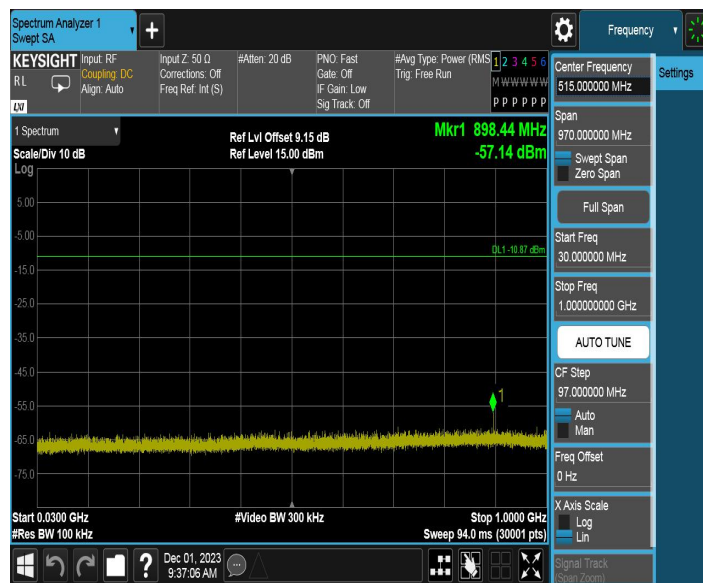 Spectrum Analyzer 1
Swept SA
+
Frequency
KEYSIGHT
RL
LXI
Input: RF
Coupling: DC
Align: Auto
Input Z: 50 Ω
Corrections: Off
Freq Ref: Int (S)
#Atten: 20 dB
PNO: Fast
Gate: Off
IF Gain: Low
Sig Track: Off
#Avg Type: Power (RMS
Trig: Free Run
1 2 3 4 5 6
M W W W W W
P P P P P P
Center Frequency
515.000000 MHz
Settings
Span
970.000000 MHz
Swept Span
Zero Span
Full Span
Start Freq
30.000000 MHz
Stop Freq
1.000000000 GHz
AUTO TUNE
CF Step
97.000000 MHz
Auto
Man
Freq Offset
0 Hz
X Axis Scale
Log
Lin
Signal Track
(Span Zoom)
1 Spectrum
Scale/Div 10 dB
Ref Lvl Offset 9.15 dB
Ref Level 15.00 dBm
Mkr1 898.44 MHz
-57.14 dBm
Log
5.00
-5.00
DL1 -10.87 dBm
-15.0
-25.0
-35.0
-45.0
1
-55.0
-65.0
-75.0
Start 0.0300 GHz
#Video BW 300 kHz
Stop 1.0000 GHz
#Res BW 100 kHz
Sweep 94.0 ms (30001 pts)
?
Dec 01, 2023
9:37:06 AM